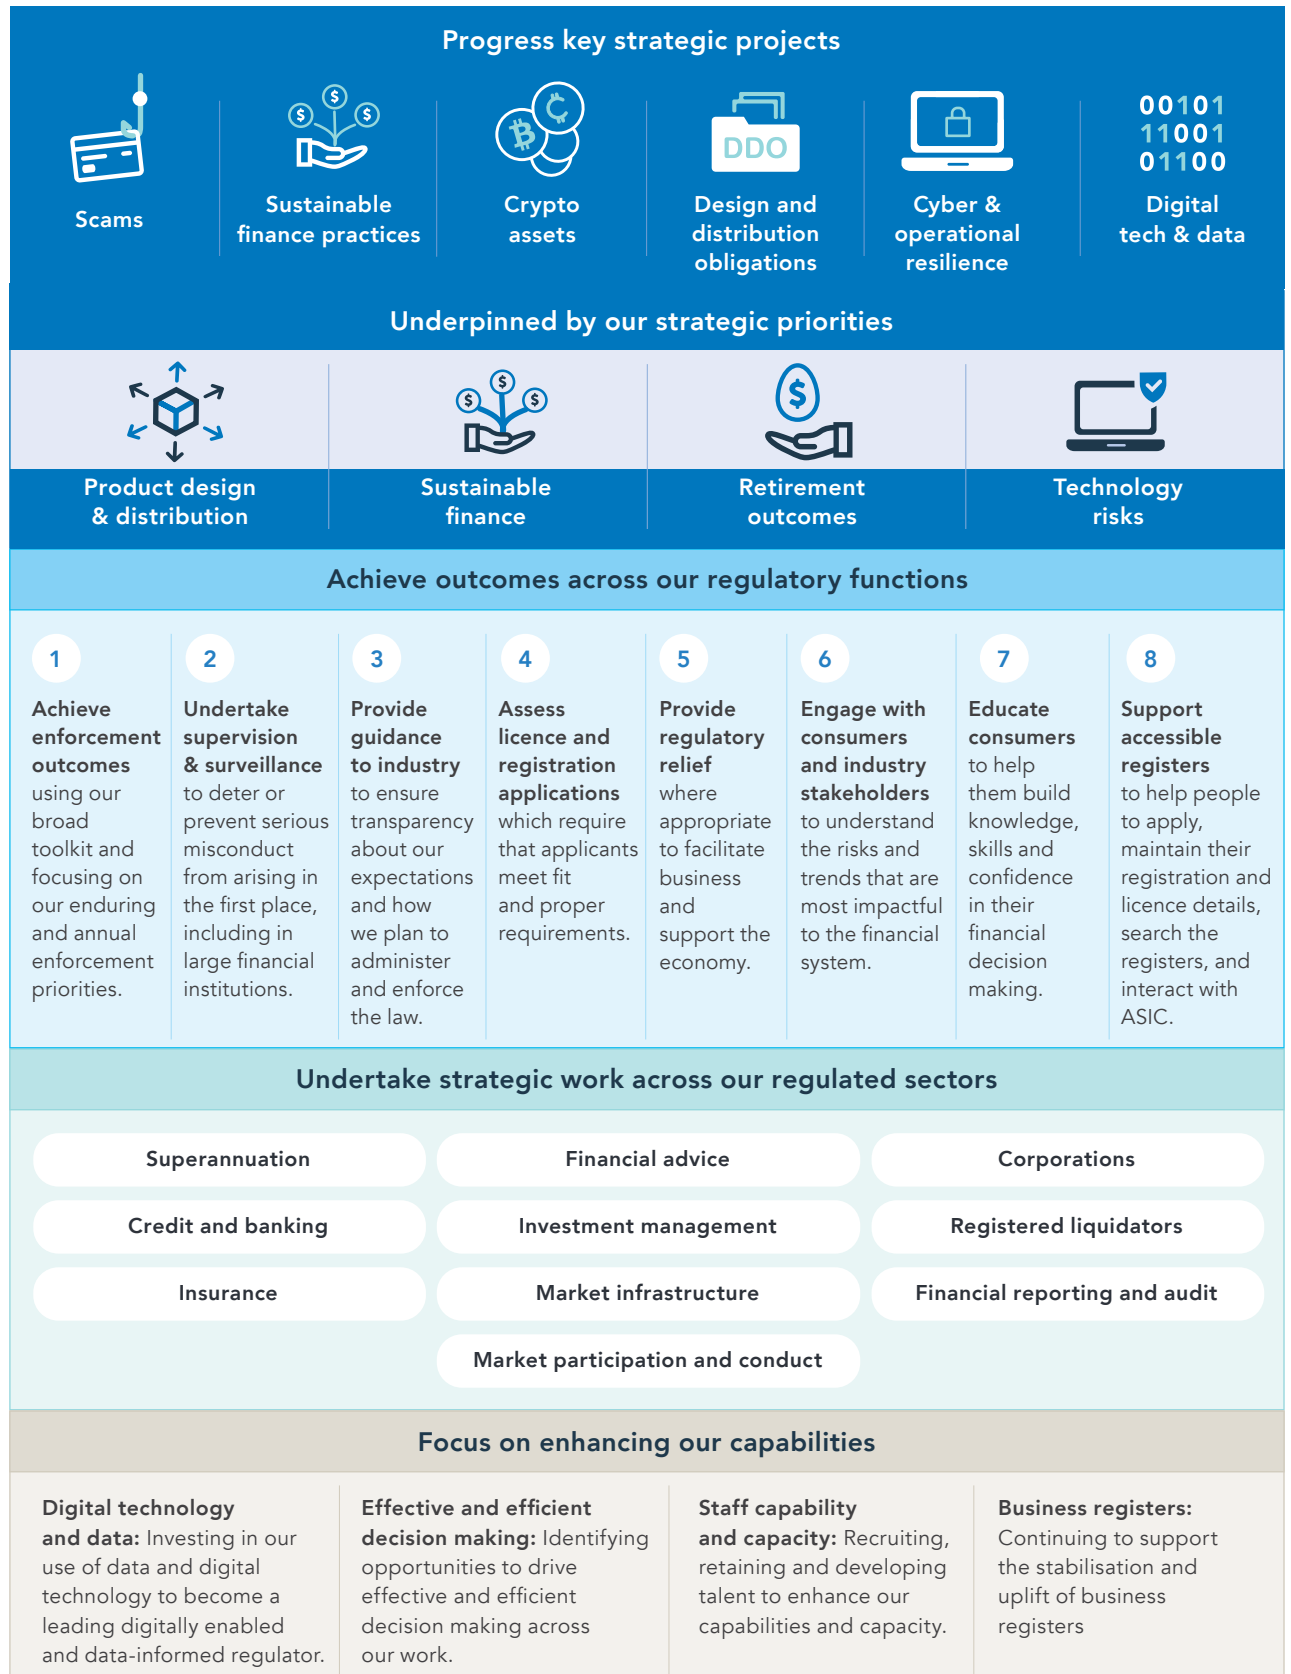 Progress key strategic projects
Scams
Sustainable
finance practices
Crypto
assets
DDO
Design and
distribution
obligations
Cyber &
operational
resilience
00101
11001
01100
Digital
tech & data
Underpinned by our strategic priorities
Product design
& distribution
Sustainable
finance
Retirement
outcomes
Technology
risks
Achieve outcomes across our regulatory functions
1
Achieve
enforcement
outcomes
using our
broad
toolkit and
focusing on
our enduring
and annual
enforcement
priorities.
2
Undertake
supervision
& surveillance
to deter or
prevent serious
misconduct
from arising in
the first place,
including in
large financial
institutions.
3
Provide
guidance
to industry
to ensure
transparency
about our
expectations
and how
we plan to
administer
and enforce
the law.
4
Assess
licence and
registration
applications
which require
that applicants
meet fit
and proper
requirements.
5
Provide
regulatory
relief
where
appropriate
to facilitate
business
and
support the
economy.
6
Engage with
consumers
and industry
stakeholders
to understand
the risks and
trends that are
most impactful
to the financial
system.
7
Educate
consumers
to help
them build
knowledge,
skills and
confidence
in their
financial
decision
making.
8
Support
accessible
registers
to help people
to apply,
maintain their
registration and
licence details,
search the
registers, and
interact with
ASIC.
Undertake strategic work across our regulated sectors
Superannuation
Financial advice
Corporations
Credit and banking
Investment management
Registered liquidators
Insurance
Market infrastructure
Financial reporting and audit
Market participation and conduct
Focus on enhancing our capabilities
Digital technology
and data: Investing in our
use of data and digital
technology to become a
leading digitally enabled
and data-informed regulator.
Effective and efficient
decision making: Identifying
opportunities to drive
effective and efficient
decision making across
our work.
Staff capability
and capacity: Recruiting,
retaining and developing
talent to enhance our
capabilities and capacity.
Business registers:
Continuing to support
the stabilisation and
uplift of business
registers